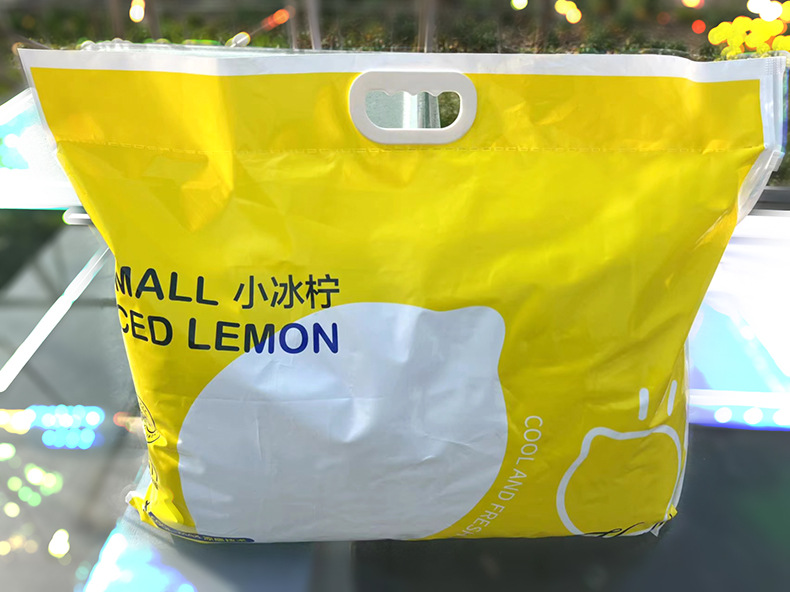 MALL 小冰柠
CED LEMON
COOL AND FRESH